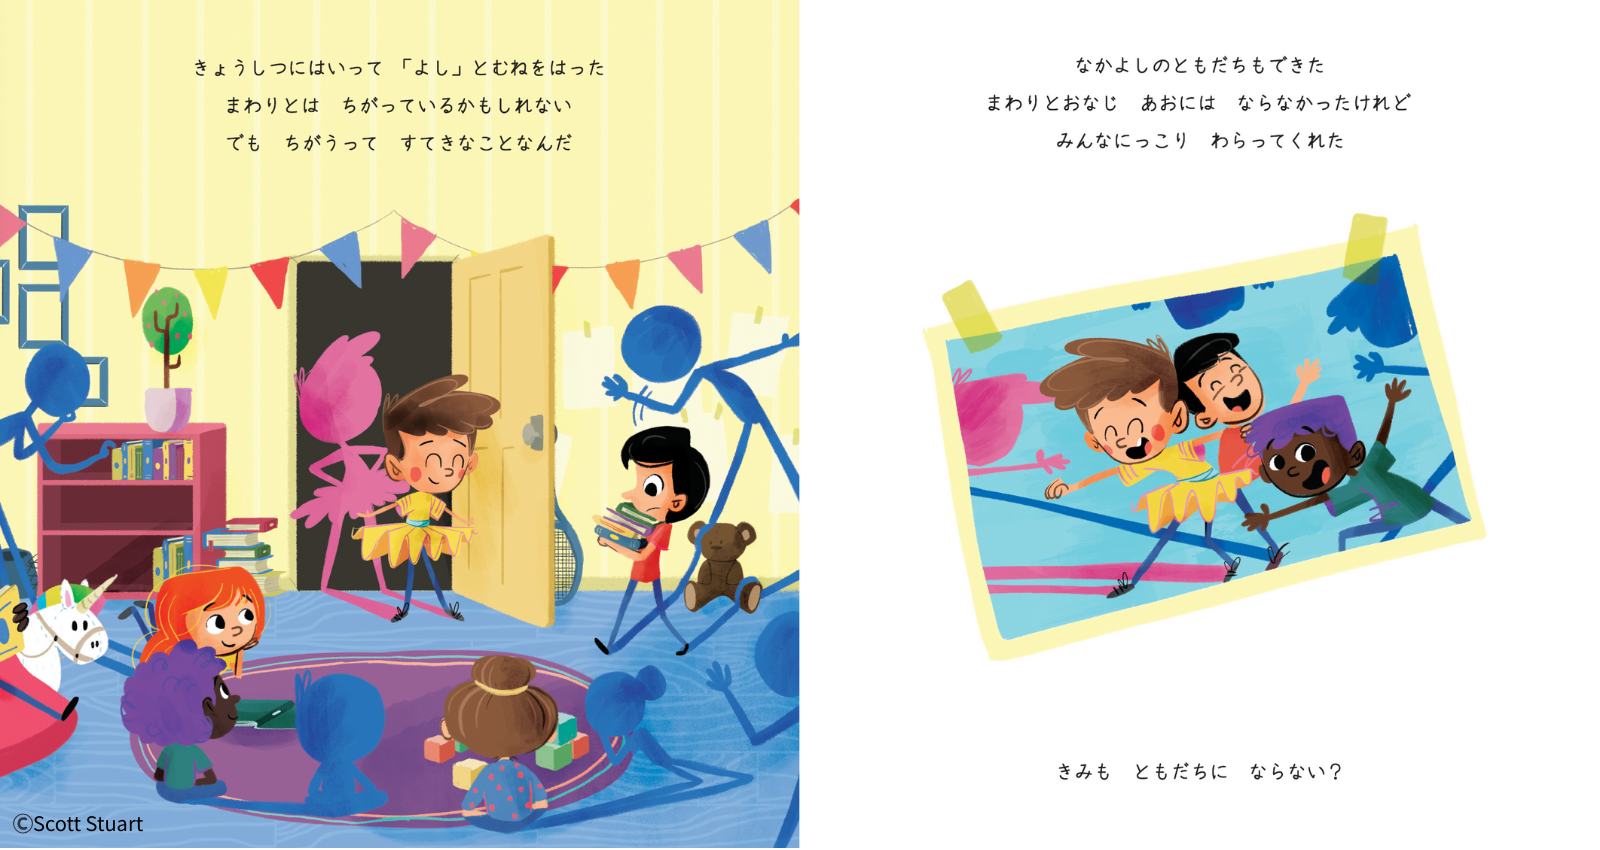 きょうしつにはいって 「よし」とむねをはった
まわりとは　ちがっているかもしれない
でも　ちがうって　すてきなことなんだ
©Scott Stuart
なかよしのともだちもできた
まわりとおなじ　あおには　ならなかったけれど
みんなにっこり　わらってくれた
きみも　ともだちに　ならない？